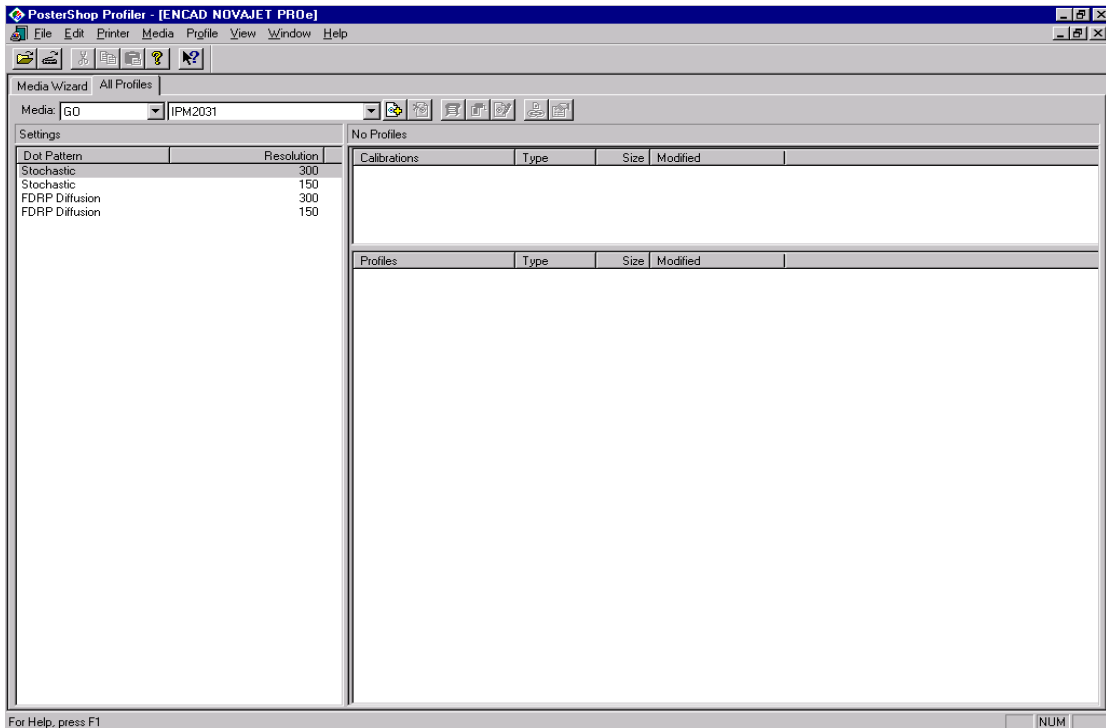 PosterShop Profiler - [ENCAD NOVAJET PROe]
File Edit Printer Media Profile View Window Help
Media Wizard All Profiles
Media: GO IPM2031
Settings No Profiles
Dot Pattern Resolution Calibrations Type Size Modified
Stochastic 300
Stochastic 150
FDRP Diffusion 300
FDRP Diffusion 150
Profiles Type Size Modified
For Help, press F1 NUM